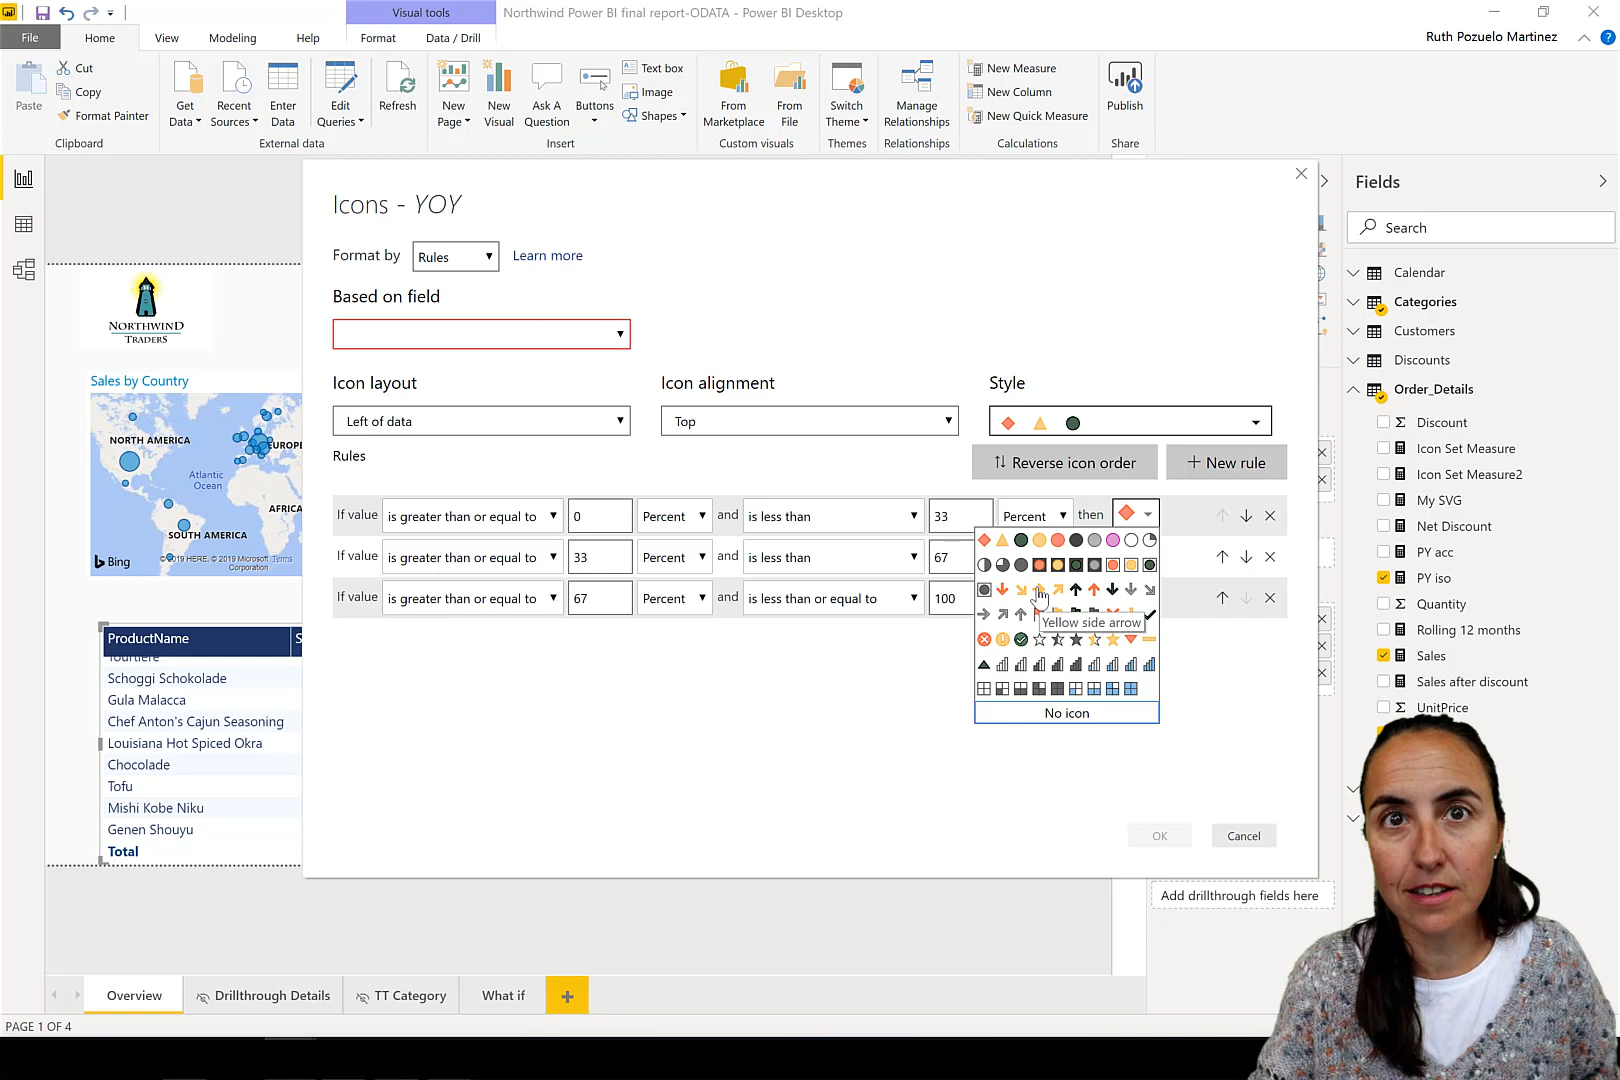 Visual tools
Northwind Power BI final report-ODATA - Power BI Desktop
File
Home
View
Modeling
Help
Format
Data / Drill
Ruth Pozuelo Martinez
?
Paste
Cut
Copy
Format Painter
Clipboard
Get Data
Recent Sources
Enter Data
Edit Queries
Refresh
External data
New Page
New Visual
Ask A Question
Buttons
Text box
Image
Shapes
Insert
From Marketplace
From File
Custom visuals
Switch Theme
Themes
Manage Relationships
Relationships
New Measure
New Column
New Quick Measure
Calculations
Publish
Share
NORTHWIND
TRADERS
Sales by Country
NORTH AMERICA
EUROPE
Atlantic
Ocean
AFRICA
SOUTH AMERICA
Bing
© 2019 HERE, © 2019 Microsoft Corporation Terms
ProductName
S
Tourtière
Schoggi Schokolade
Gula Malacca
Chef Anton's Cajun Seasoning
Louisiana Hot Spiced Okra
Chocolade
Tofu
Mishi Kobe Niku
Genen Shouyu
Total
Icons - YOY
Format by
Rules
Learn more
Based on field
Icon layout
Icon alignment
Style
Left of data
Top
Rules
Reverse icon order
New rule
If value is greater than or equal to 0 Percent and is less than 33 Percent then
If value is greater than or equal to 33 Percent and is less than 67
If value is greater than or equal to 67 Percent and is less than or equal to 100
Yellow side arrow
No icon
OK
Cancel
Fields
Search
Calendar
Categories
Customers
Discounts
Order_Details
Discount
Icon Set Measure
Icon Set Measure2
My SVG
Net Discount
PY acc
PY iso
Quantity
Rolling 12 months
Sales
Sales after discount
UnitPrice
Add drillthrough fields here
Overview
Drillthrough Details
TT Category
What if
PAGE 1 OF 4